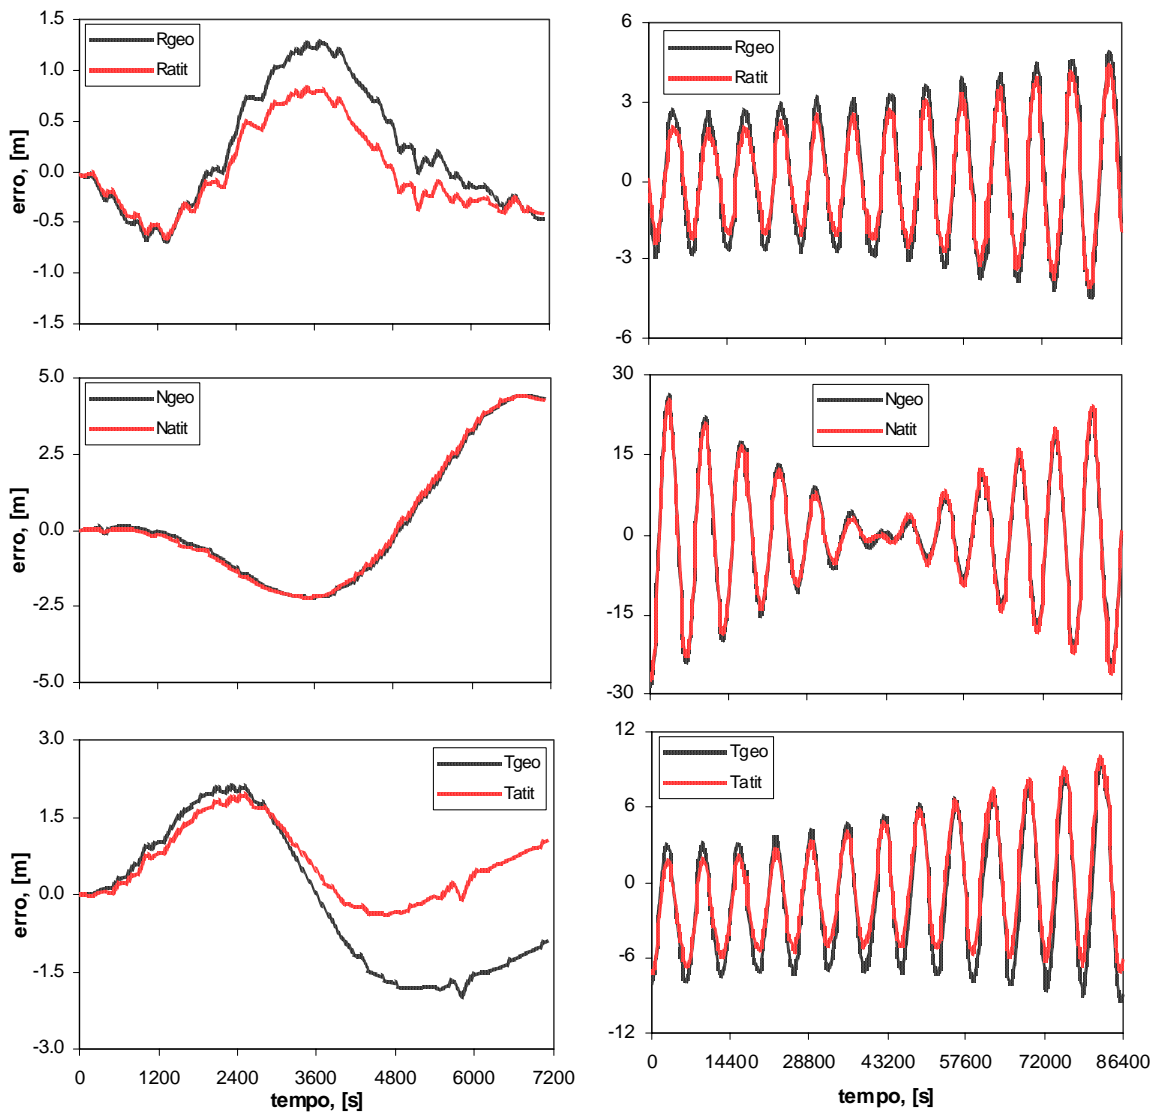 1.5
1.0
0.5
0.0
-0.5
-1.0
-1.5
erro, [m]
Rgeo
Ratit
6
3
0
-3
-6
Rgeo
Ratit
5.0
2.5
0.0
-2.5
-5.0
erro, [m]
Ngeo
Natit
30
15
0
-15
-30
Ngeo
Natit
3.0
1.5
0.0
-1.5
-3.0
erro, [m]
Tgeo
Tatit
0 1200 2400 3600 4800 6000 7200
tempo, [s]
12
6
0
-6
-12
Tgeo
Tatit
0 14400 28800 43200 57600 72000 86400
tempo, [s]